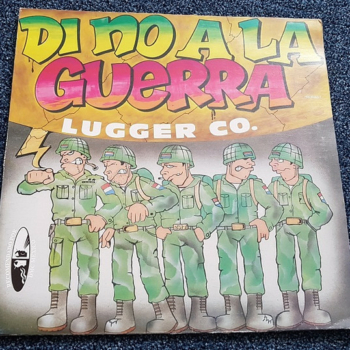 DI NO A LA
GUERRA
LUGGER CO.